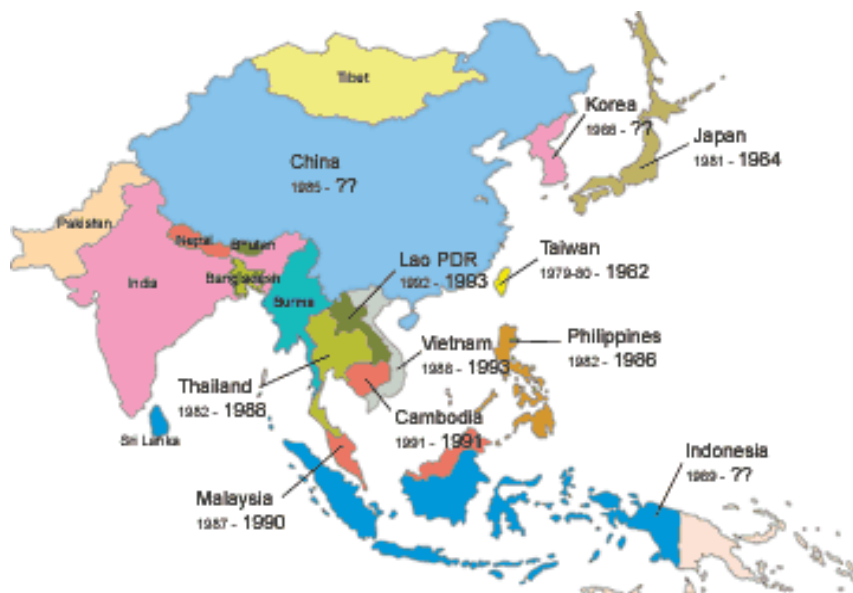 Tibet
Korea
1988 - ??
Japan
1981 - 1984
China
1985 - ??
Pakistan
Nepal
Bhutan
Taiwan
1979-80 - 1982
Lao PDR
1992 - 1993
India
Bangladesh
Burma
Vietnam
1986 - 1993
Philippines
1982 - 1986
Thailand
1982 - 1988
Cambodia
1991 - 1991
Sri Lanka
Indonesia
1989 - ??
Malaysia
1987 - 1990